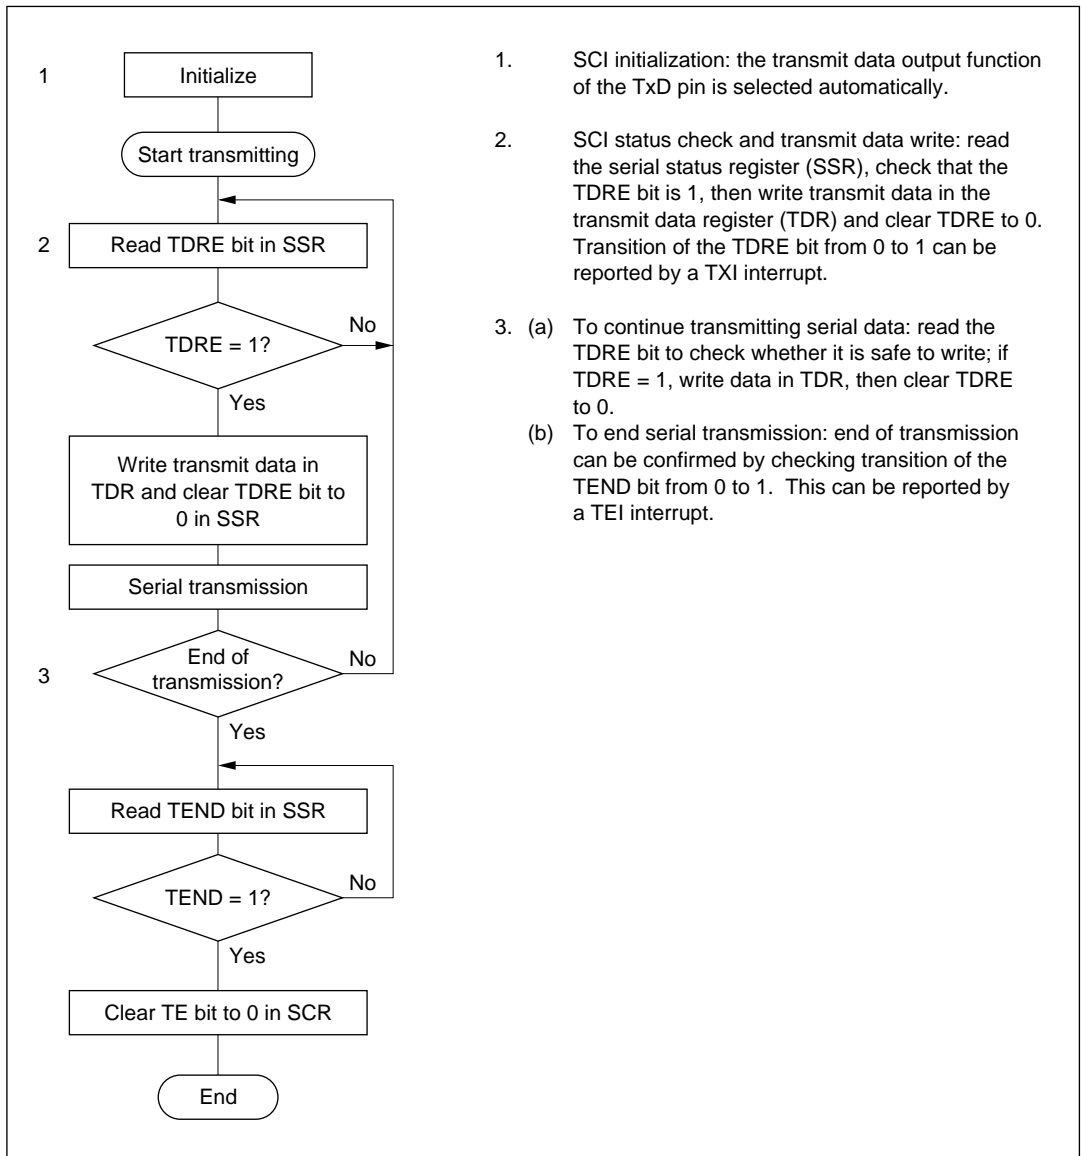 1
Initialize
Start transmitting
2
Read TDRE bit in SSR
TDRE = 1?
No
Yes
Write transmit data in
TDR and clear TDRE bit to
0 in SSR
Serial transmission
3
End of
transmission?
No
Yes
Read TEND bit in SSR
TEND = 1?
No
Yes
Clear TE bit to 0 in SCR
End
1. SCI initialization: the transmit data output function
of the TxD pin is selected automatically.
2. SCI status check and transmit data write: read
the serial status register (SSR), check that the
TDRE bit is 1, then write transmit data in the
transmit data register (TDR) and clear TDRE to 0.
Transition of the TDRE bit from 0 to 1 can be
reported by a TXI interrupt.
3. (a) To continue transmitting serial data: read the
TDRE bit to check whether it is safe to write; if
TDRE = 1, write data in TDR, then clear TDRE
to 0.
(b) To end serial transmission: end of transmission
can be confirmed by checking transition of the
TEND bit from 0 to 1. This can be reported by
a TEI interrupt.